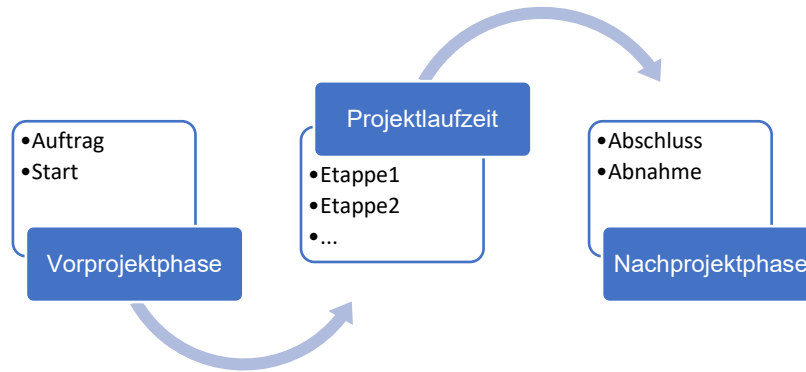 •Auftrag
•Start
Vorprojektphase
Projektlaufzeit
•Etappe1
•Etappe2
•...
•Abschluss
•Abnahme
Nachprojektphase